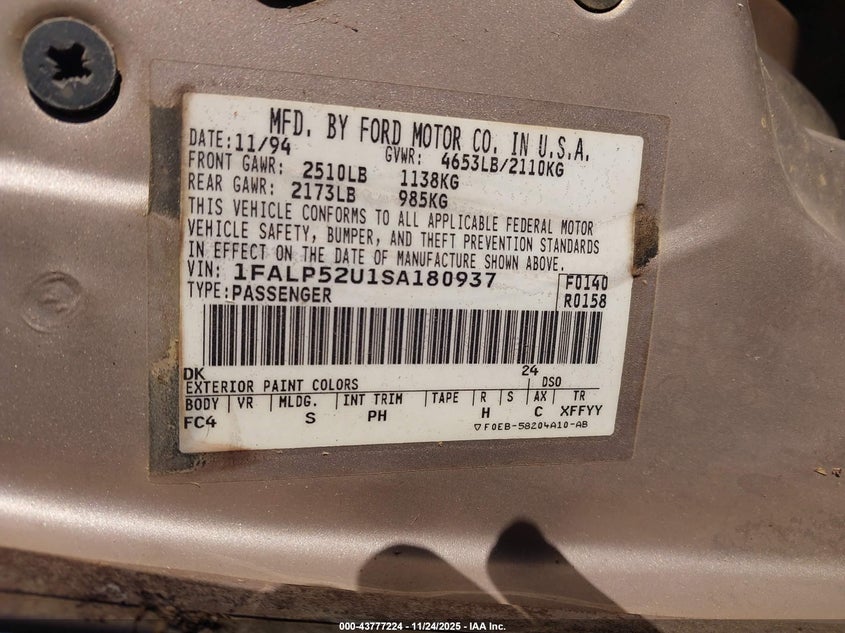 MFD. BY FORD MOTOR CO. IN U.S.A.
DATE: 11/94 GVWR: 4653LB/2110KG
FRONT GAWR: 2510LB 1138KG
REAR GAWR: 2173LB 985KG
THIS VEHICLE CONFORMS TO ALL APPLICABLE FEDERAL MOTOR
VEHICLE SAFETY, BUMPER, AND THEFT PREVENTION STANDARDS
IN EFFECT ON THE DATE OF MANUFACTURE SHOWN ABOVE.
VIN: 1FALP52U1SA180937 F0140
TYPE: PASSENGER R0158
DK 24
EXTERIOR PAINT COLORS DSO
BODY VR MLDG. INT TRIM TAPE R S AX TR
FC4 S PH H C XFFYY
▽F0EB-58204A10-AB
000-43777224 - 11/24/2025 - IAA Inc.